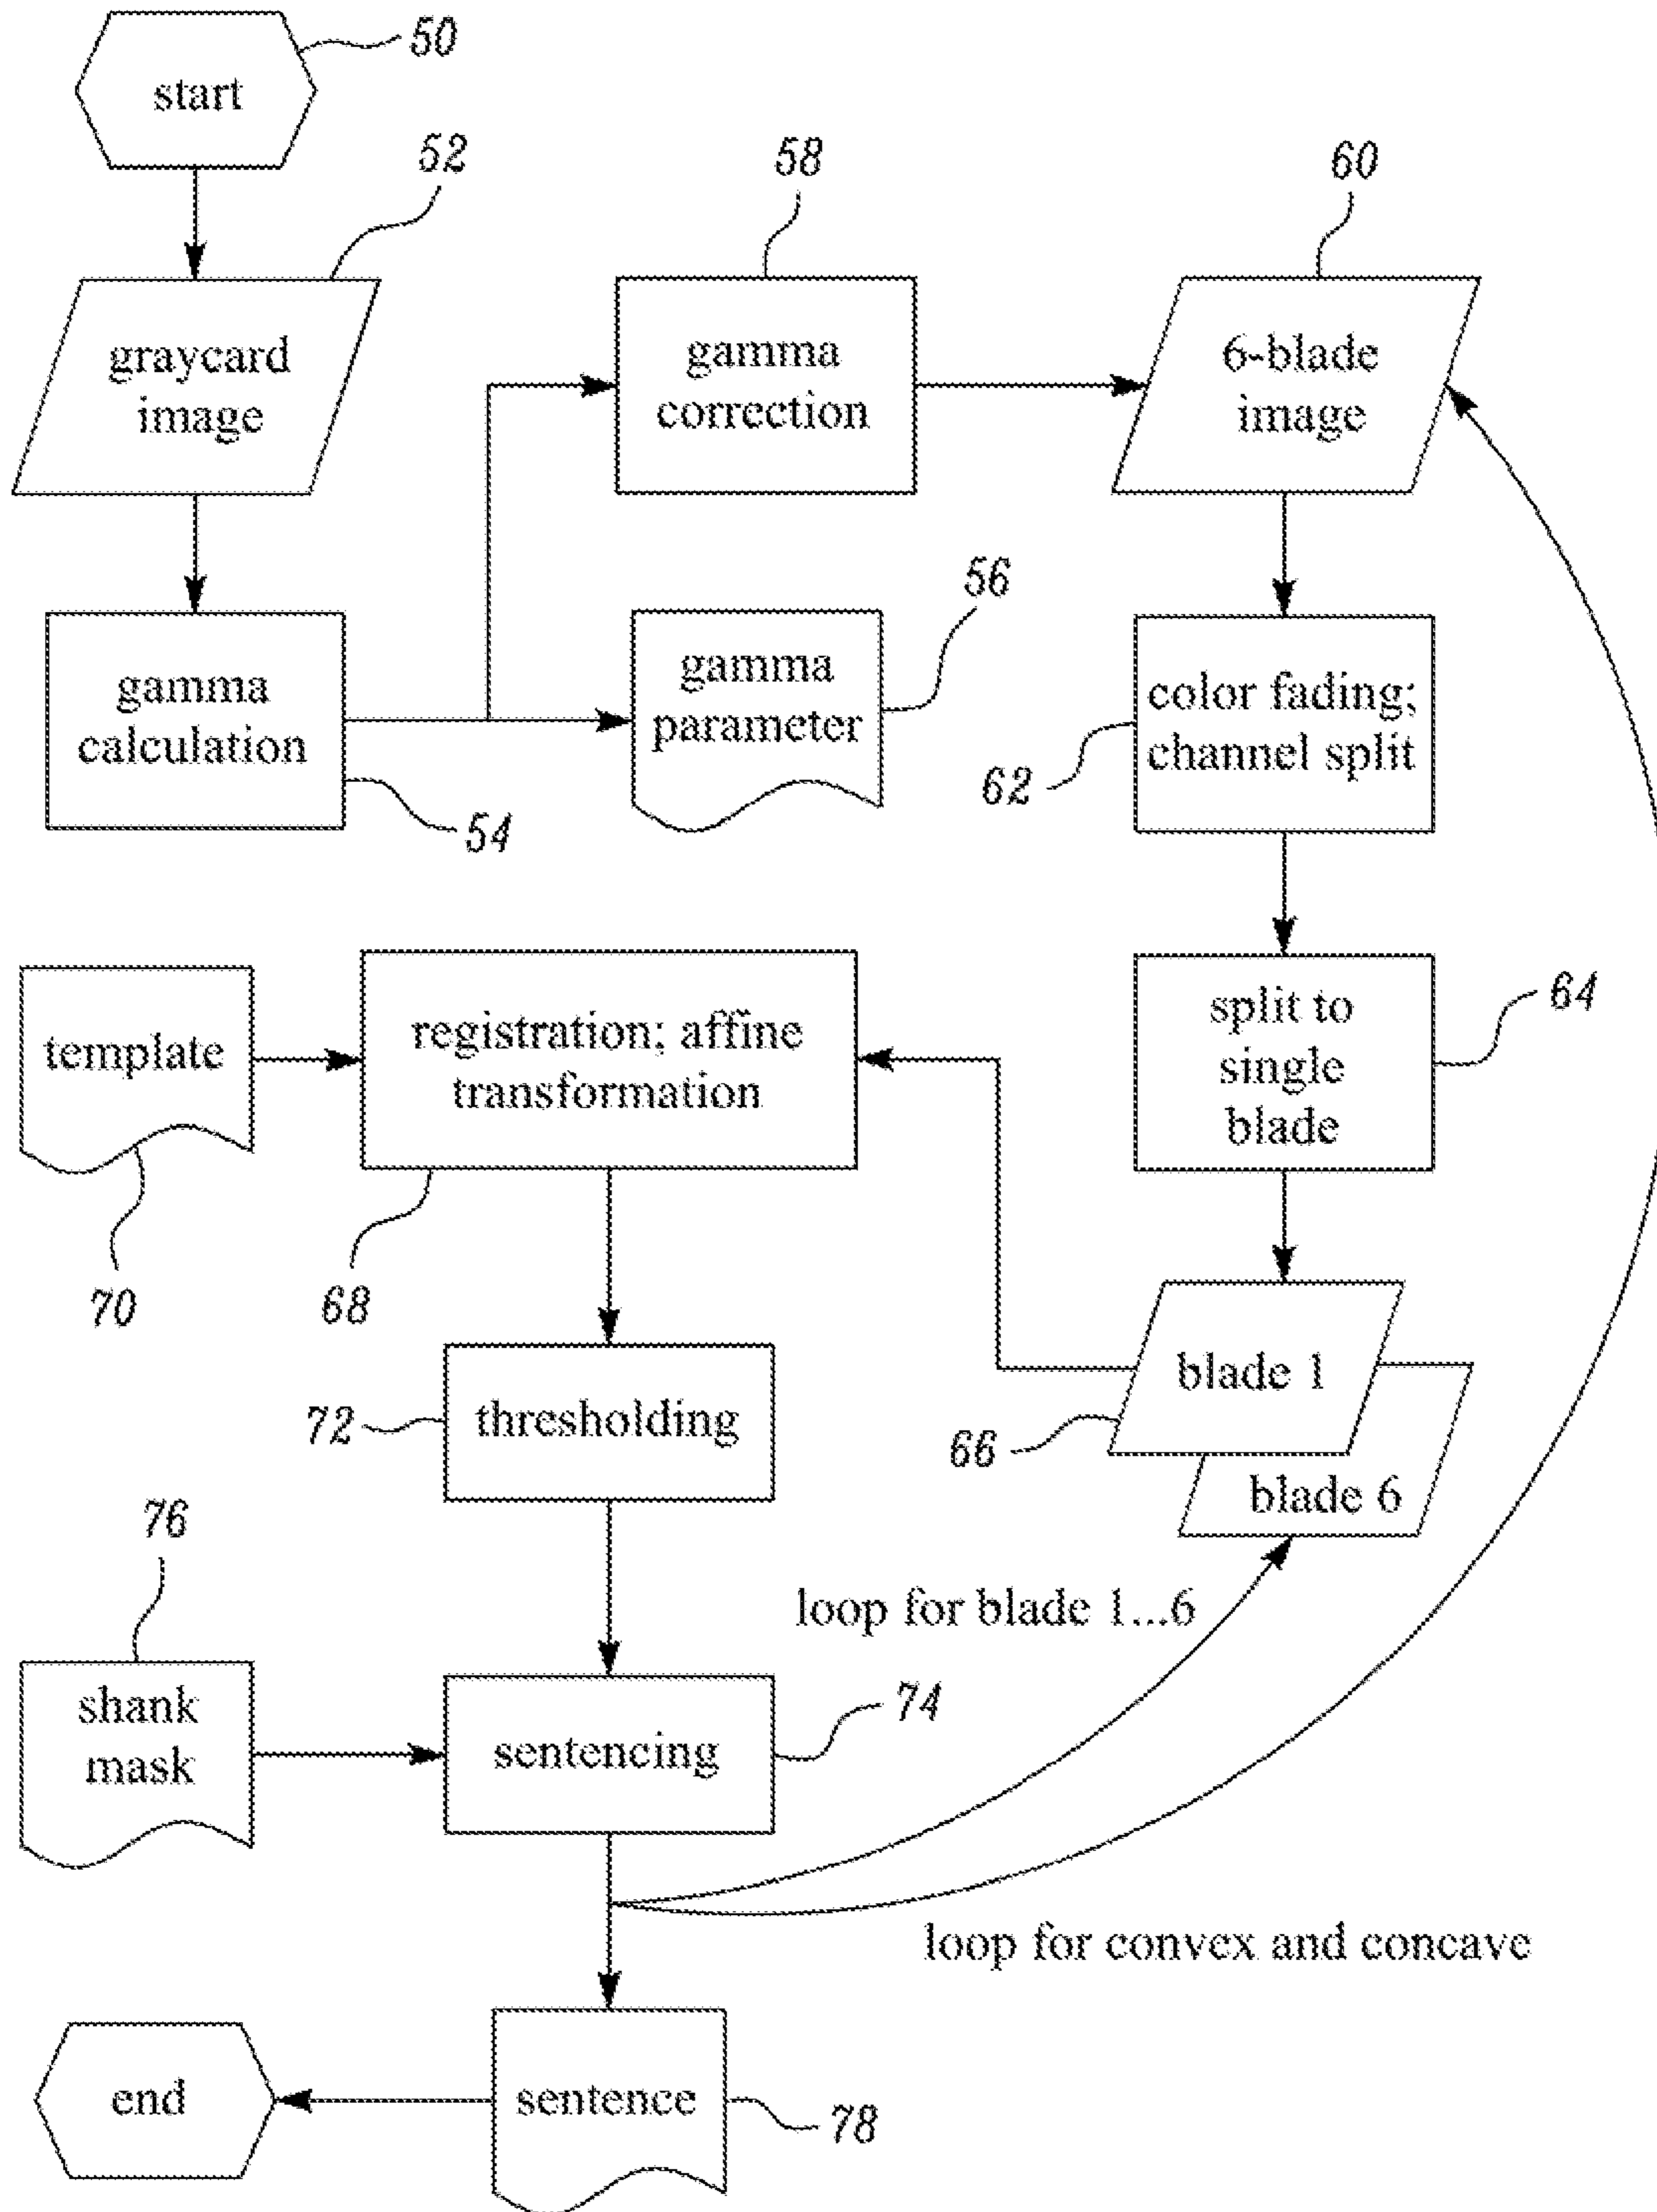 50
start
52
58
60
graycard
image
gamma
correction
6-blade
image
56
gamma
calculation
gamma
parameter
color fading;
channel split
62
54
template
registration; affine
transformation
split to
single
blade
64
70
68
blade 1
72
thresholding
66
blade 6
76
loop for blade 1...6
shank
mask
sentencing
74
loop for convex and concave
end
sentence
78